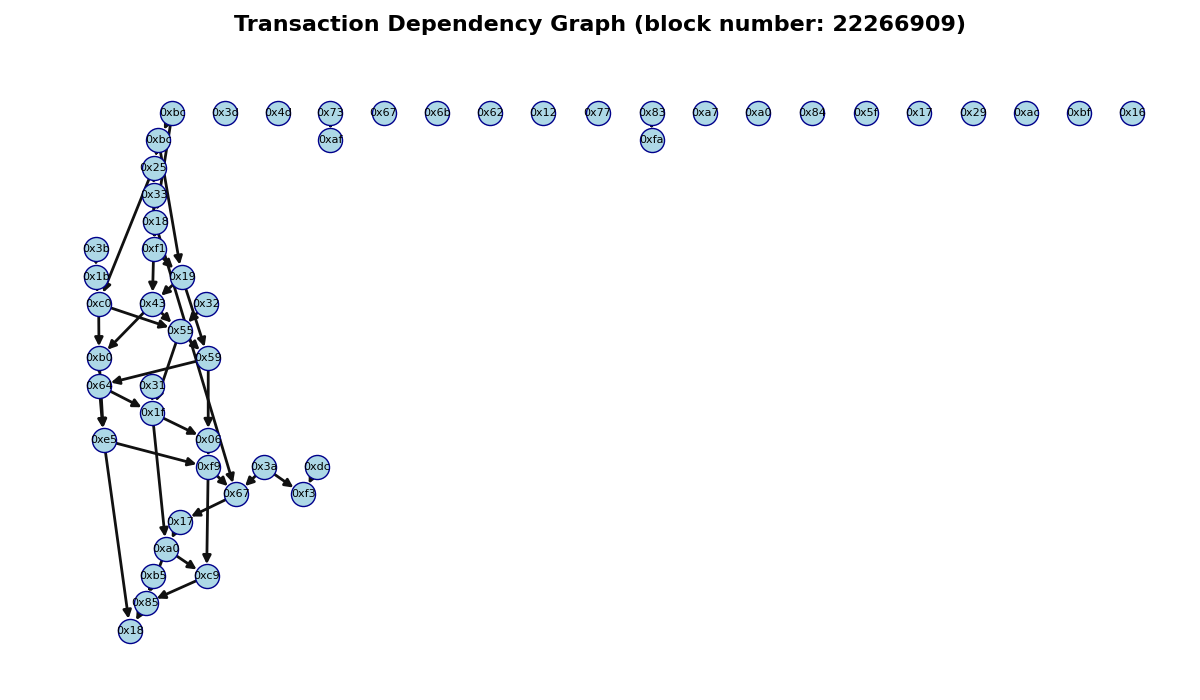 Transaction Dependency Graph (block number: 22266909)
0xbc 0x3d 0x4d 0x73 0x67 0x6b 0x62 0x12 0x77 0x83 0xa7 0xa0 0x84 0x5f 0x17 0x29 0xac 0xbf 0x16
0xbc 0xaf 0xfa
0x25
0x33
0x18
0x3b 0xf1
0x1b 0x19
0xc0 0x43 0x32
0x55
0xb0 0x59
0x64 0x31
0x1f
0xe5 0x06
0xf9 0x3a 0xdc
0x67 0xf3
0x17
0xa0
0xb5 0xc9
0x85
0x18